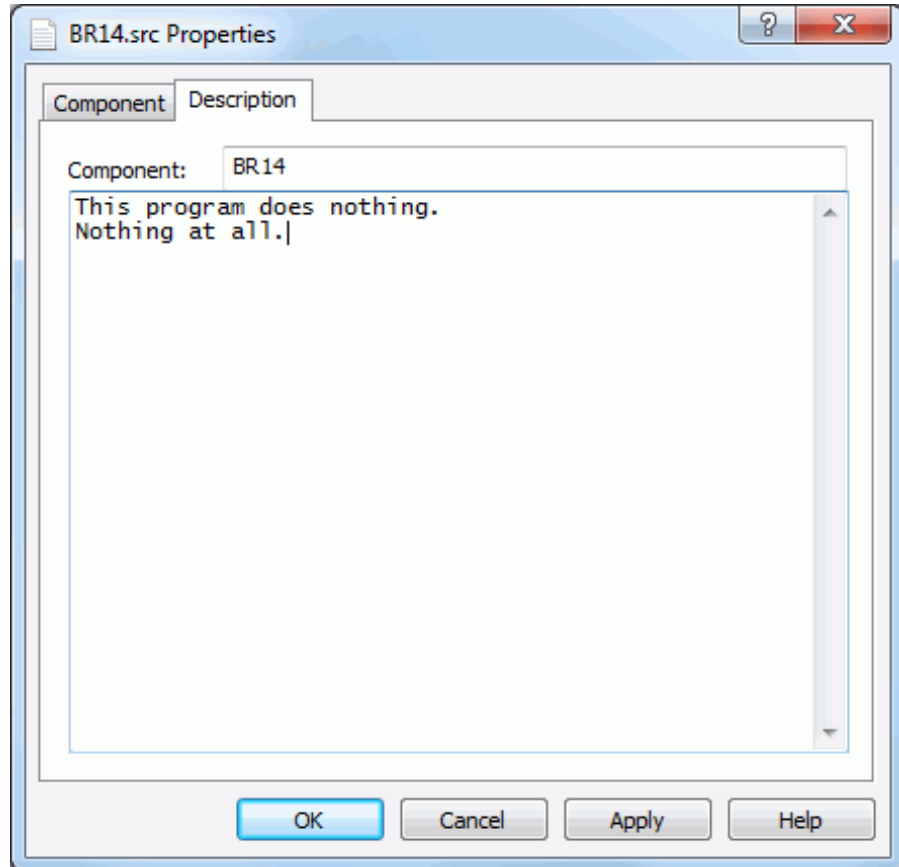 BR14.src Properties
?
X
Component
Description
Component:
BR14
This program does nothing.
Nothing at all.
OK
Cancel
Apply
Help